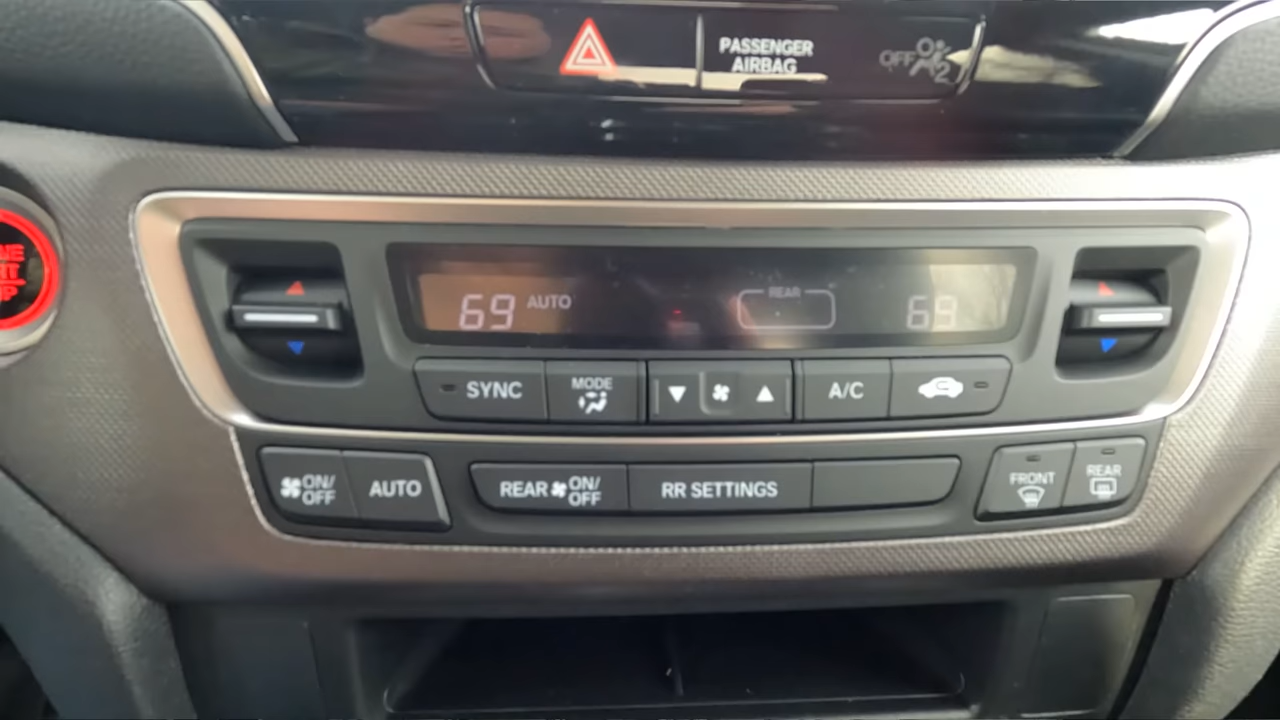 PASSENGER
AIRBAG
OFF
2
69 AUTO
REAR
69
SYNC
MODE
A/C
ON/
OFF
AUTO
REAR
ON/
OFF
RR SETTINGS
FRONT
REAR